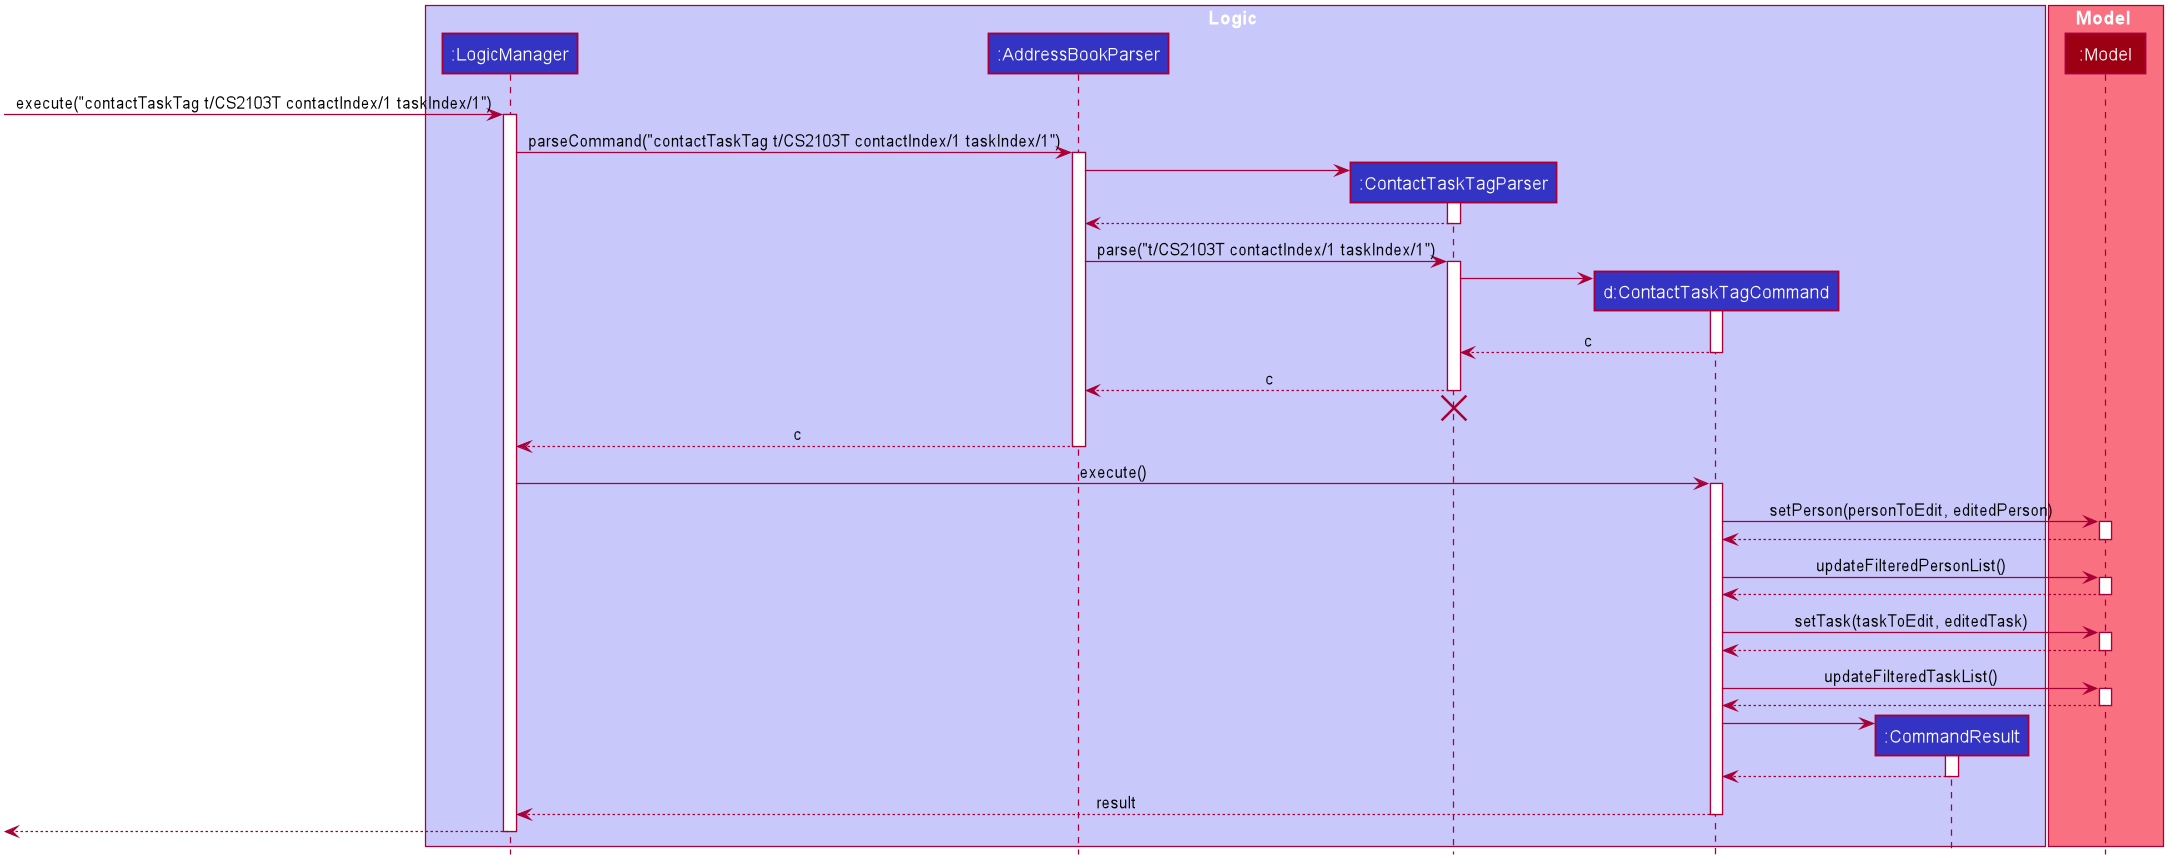 Logic
Model
:LogicManager
:AddressBookParser
:Model
execute("contactTaskTag t/CS2103T contactIndex/1 taskIndex/1")
parseCommand("contactTaskTag t/CS2103T contactIndex/1 taskIndex/1")
:ContactTaskTagParser
parse("t/CS2103T contactIndex/1 taskIndex/1")
d:ContactTaskTagCommand
c
c
c
execute()
setPerson(personToEdit, editedPerson)
updateFilteredPersonList()
setTask(taskToEdit, editedTask)
updateFilteredTaskList()
:CommandResult
result